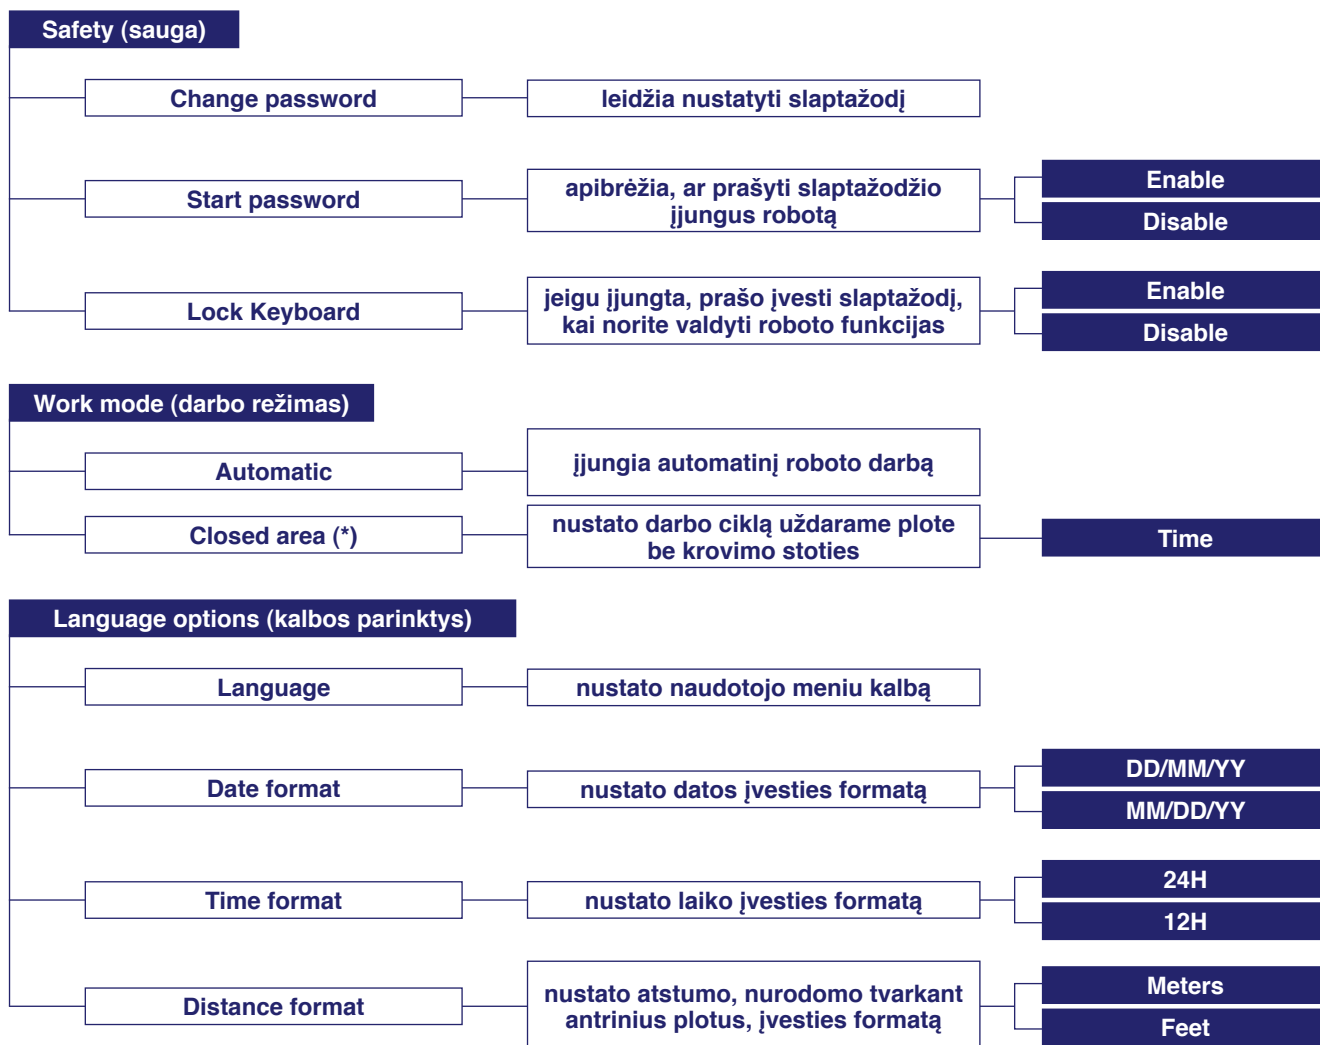 Safety (sauga)
Change password
leidžia nustatyti slaptažodį
Start password
apibrėžia, ar prašyti slaptažodžio
įjungus robotą
Enable
Disable
Lock Keyboard
jeigu įjungta, prašo įvesti slaptažodį,
kai norite valdyti roboto funkcijas
Enable
Disable
Work mode (darbo režimas)
Automatic
įjungia automatinį roboto darbą
Closed area (*)
nustato darbo ciklą uždarame plote
be krovimo stoties
Time
Language options (kalbos parinktys)
Language
nustato naudotojo meniu kalbą
Date format
nustato datos įvesties formatą
DD/MM/YY
MM/DD/YY
Time format
nustato laiko įvesties formatą
24H
12H
Distance format
nustato atstumo, nurodomo tvarkant
antrinius plotus, įvesties formatą
Meters
Feet